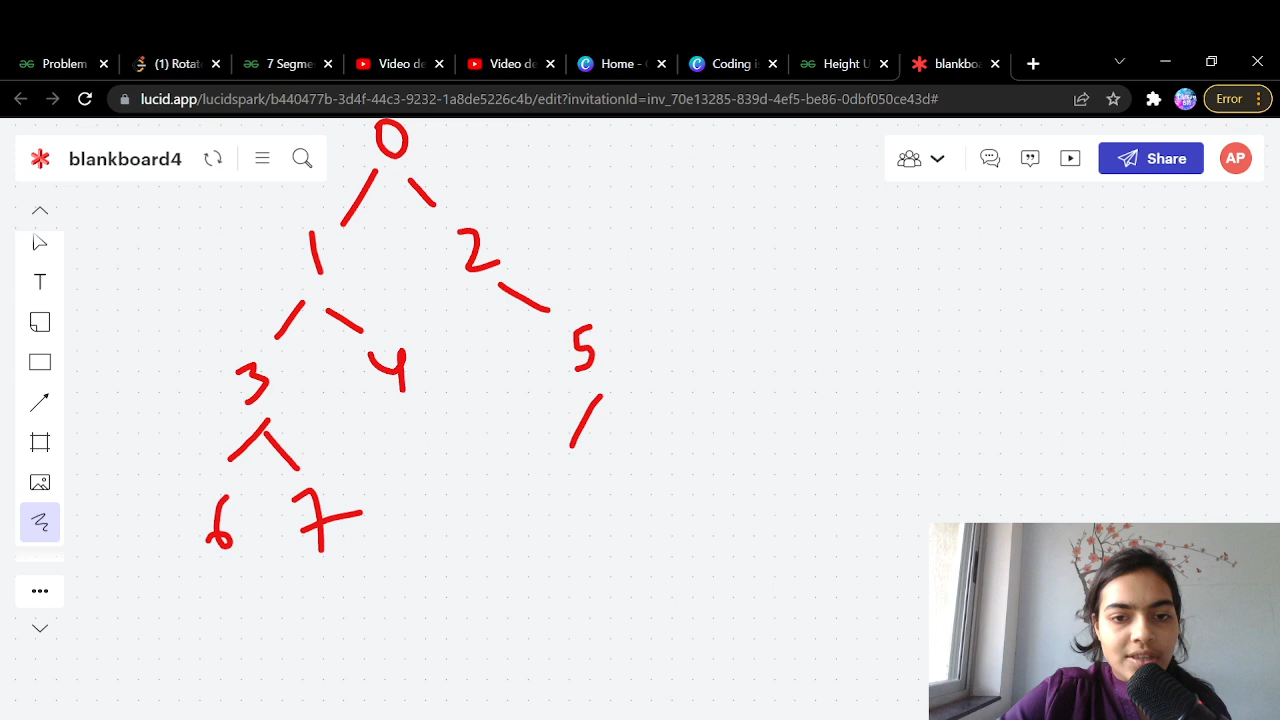 Problem
(1) Rotat
7 Segme
Video de
Video de
Home - (
Coding i
Height U
blankbo
lucid.app/lucidspark/b440477b-3d4f-44c3-9232-1a8de5226c4b/edit?invitationId=inv_70e13285-839d-4ef5-be86-0dbf050ce43d#
Error
blankboard4
Share
AP
T
0
1 2
3 4 5
6 7